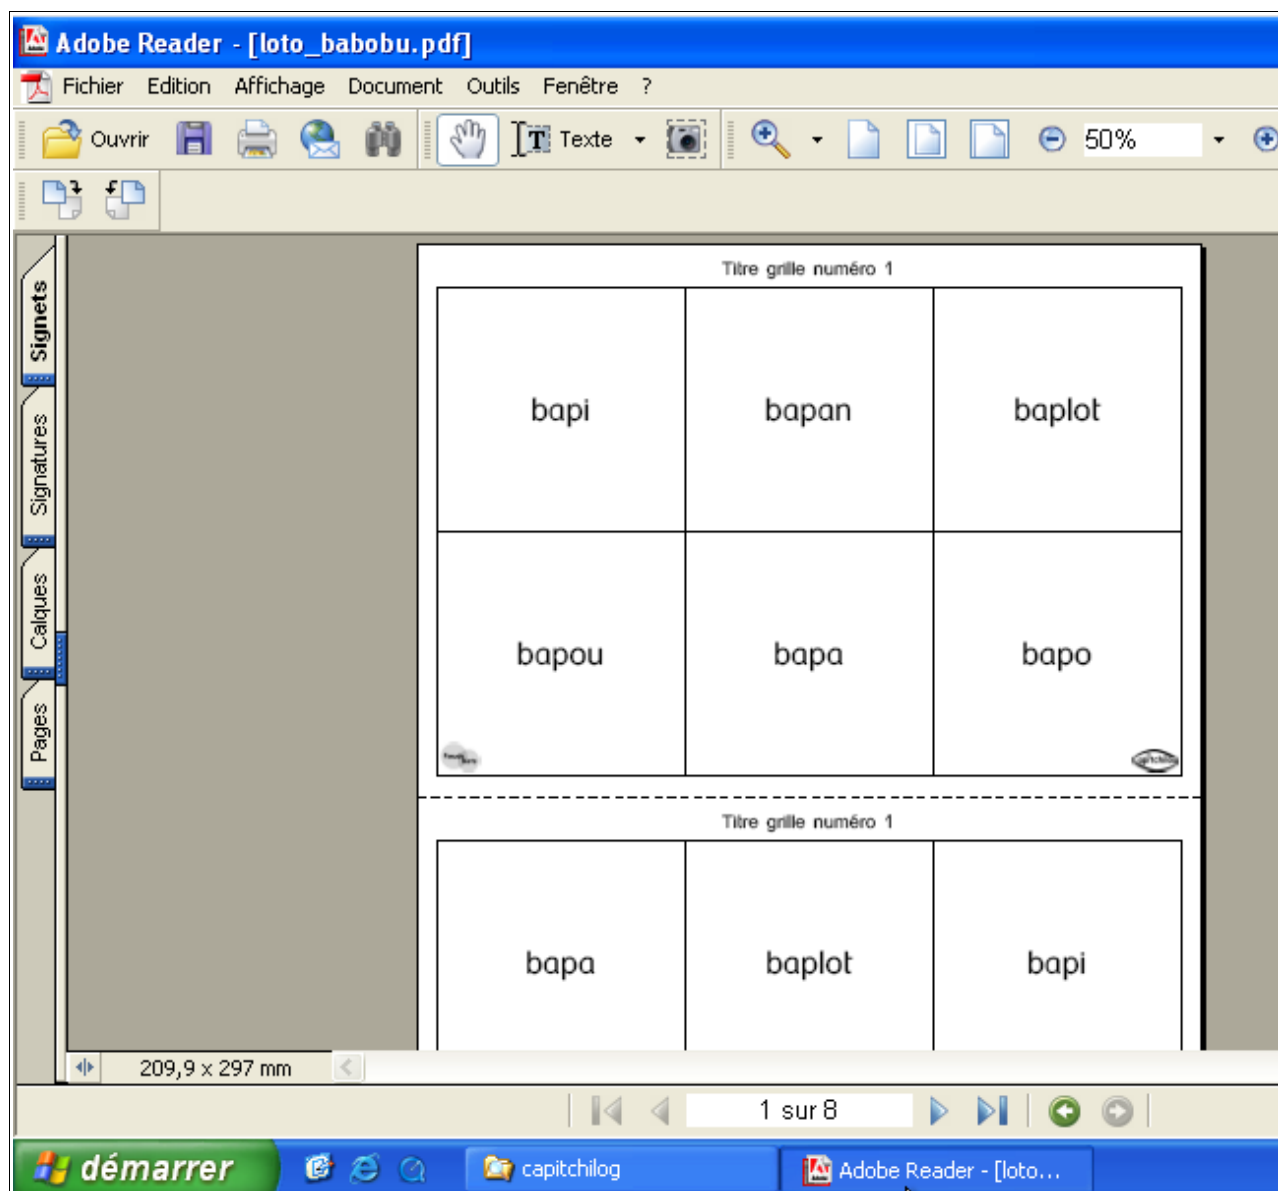 Adobe Reader - [loto_babobu.pdf]
Fichier Edition Affichage Document Outils Fenêtre ?
Ouvrir T Texte 50%
Signets
Signatures
Calques
Pages
Titre grille numéro 1
bapi bapan baplot
bapou bapa bapo
Titre grille numéro 1
bapa baplot bapi
209,9 x 297 mm
1 sur 8
démarrer capitchilog Adobe Reader - [loto...